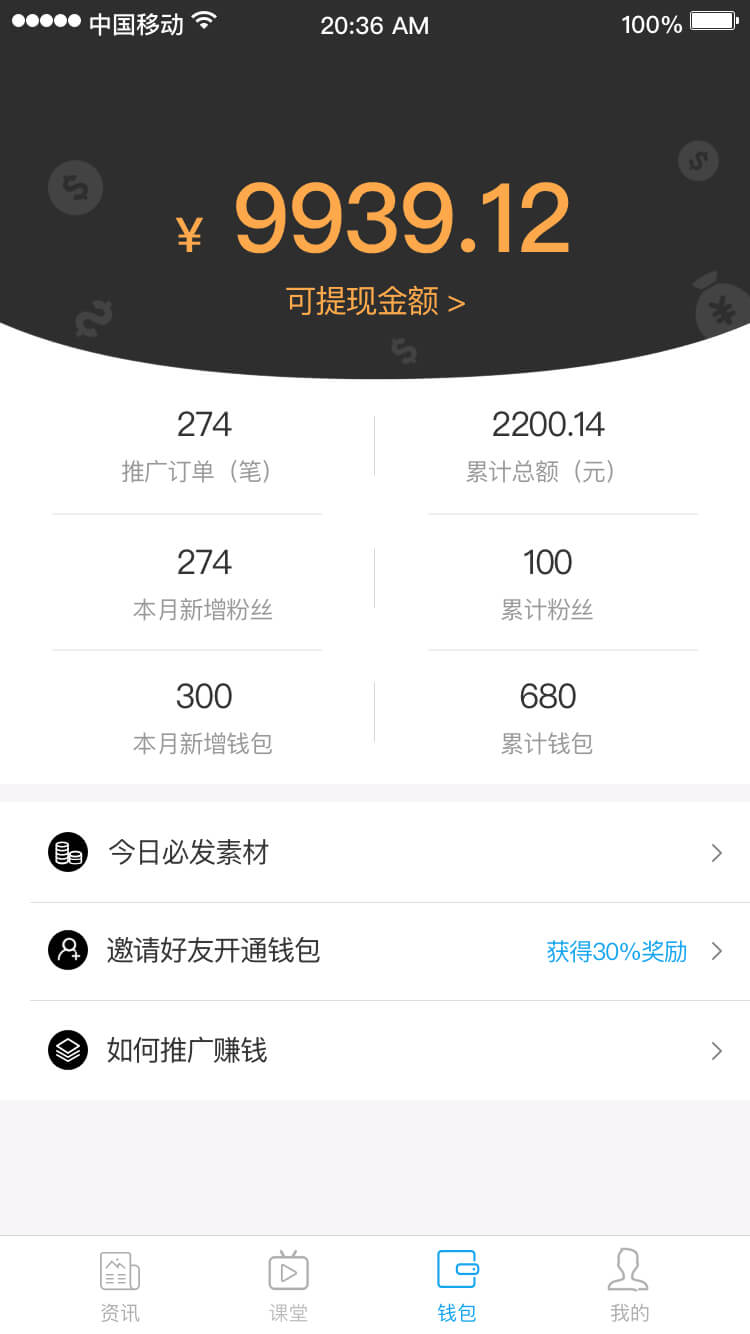 中国移动 20:36 AM 100%
¥ 9939.12
可提现金额 >
274 2200.14
推广订单（笔） 累计总额（元）
274 100
本月新增粉丝 累计粉丝
300 680
本月新增钱包 累计钱包
今日必发素材
邀请好友开通钱包 获得30%奖励
如何推广赚钱
资讯 课堂 钱包 我的